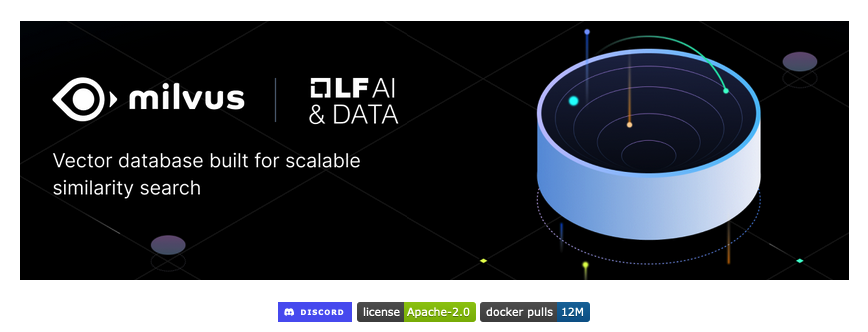 milvus
LF AI
& DATA
Vector database built for scalable
similarity search
DISCORD license Apache-2.0 docker pulls 12M